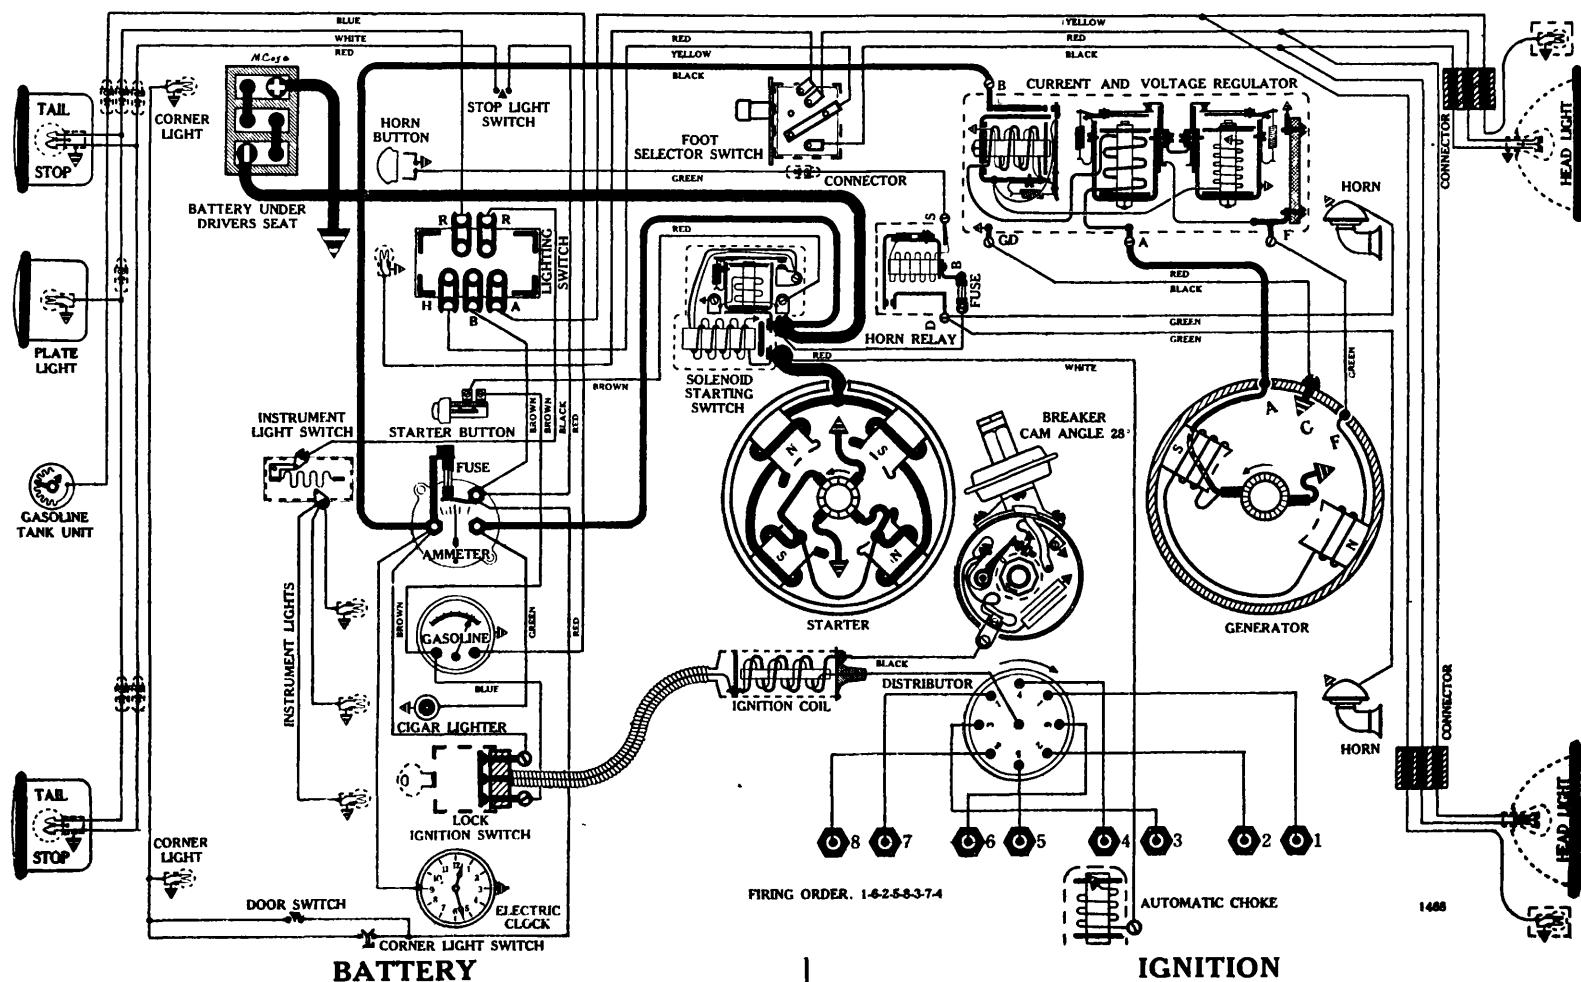 BLUE
WHITE
RED
YELLOW
RED
BLACK
RED
YELLOW
BLACK
TAIL
STOP
CORNER
LIGHT
BATTERY UNDER
DRIVERS SEAT
STOP LIGHT
SWITCH
HORN
BUTTON
GREEN
FOOT
SELECTOR SWITCH
CONNECTOR
CURRENT AND VOLTAGE REGULATOR
B
GD
A
F
CONNECTOR
HEAD LIGHT
HORN
PLATE
LIGHT
R
R
H
B
A
LIGHTING
SWITCH
RED
S
B
FUSE
D
HORN RELAY
RED
BLACK
GREEN
GREEN
GREEN
RED
WHITE
SOLENOID
STARTING
SWITCH
BROWN
STARTER BUTTON
BROWN
BROWN
BLACK
RED
INSTRUMENT
LIGHT SWITCH
FUSE
AMMETER
GASOLINE
TANK UNIT
INSTRUMENT LIGHTS
BROWN
GASOLINE
GREEN
RED
BLUE
CIGAR LIGHTER
LOCK
IGNITION SWITCH
N
S
S
N
STARTER
BREAKER
CAM ANGLE 28°
A
G
F
S
N
GENERATOR
BLACK
IGNITION COIL
DISTRIBUTOR
HORN
CONNECTOR
HEAD LIGHT
TAIL
STOP
CORNER
LIGHT
8
7
6
5
4
3
2
1
FIRING ORDER. 1-6-2-5-8-3-7-4
AUTOMATIC CHOKE
1466
DOOR SWITCH
ELECTRIC
CLOCK
CORNER LIGHT SWITCH
BATTERY
IGNITION